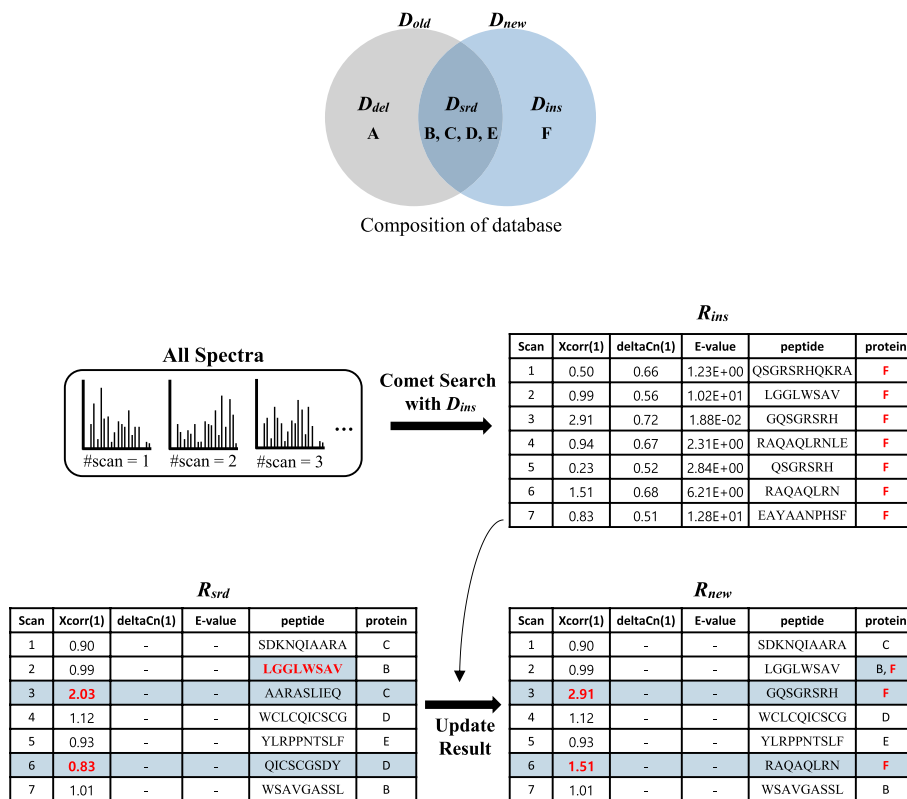 D_old D_new
D_del D_srd D_ins
A B, C, D, E F
Composition of database
R_ins
All Spectra
#scan = 1 #scan = 2 #scan = 3 ...
Comet Search
with D_ins
Scan Xcorr(1) deltaCn(1) E-value peptide protein
1 0.50 0.66 1.23E+00 QSGRSRHQKRA F
2 0.99 0.56 1.02E+01 LGGLWSAV F
3 2.91 0.72 1.88E-02 GQSGRSRH F
4 0.94 0.67 2.31E+00 RAQAQLRNLE F
5 0.23 0.52 2.84E+00 QSGRSRH F
6 1.51 0.68 6.21E+00 RAQAQLRN F
7 0.83 0.51 1.28E+01 EAYAANPHSF F
R_srd
Scan Xcorr(1) deltaCn(1) E-value peptide protein
1 0.90 - - SDKNQIAARA C
2 0.99 - - LGGLWSAV B
3 2.03 - - AARASLIEQ C
4 1.12 - - WCLCQICSCG D
5 0.93 - - YLRPPNTSLF E
6 0.83 - - QICSCGSDY D
7 1.01 - - WSAVGASSL B
Update
Result
R_new
Scan Xcorr(1) deltaCn(1) E-value peptide protein
1 0.90 - - SDKNQIAARA C
2 0.99 - - LGGLWSAV B, F
3 2.91 - - GQSGRSRH F
4 1.12 - - WCLCQICSCG D
5 0.93 - - YLRPPNTSLF E
6 1.51 - - RAQAQLRN F
7 1.01 - - WSAVGASSL B